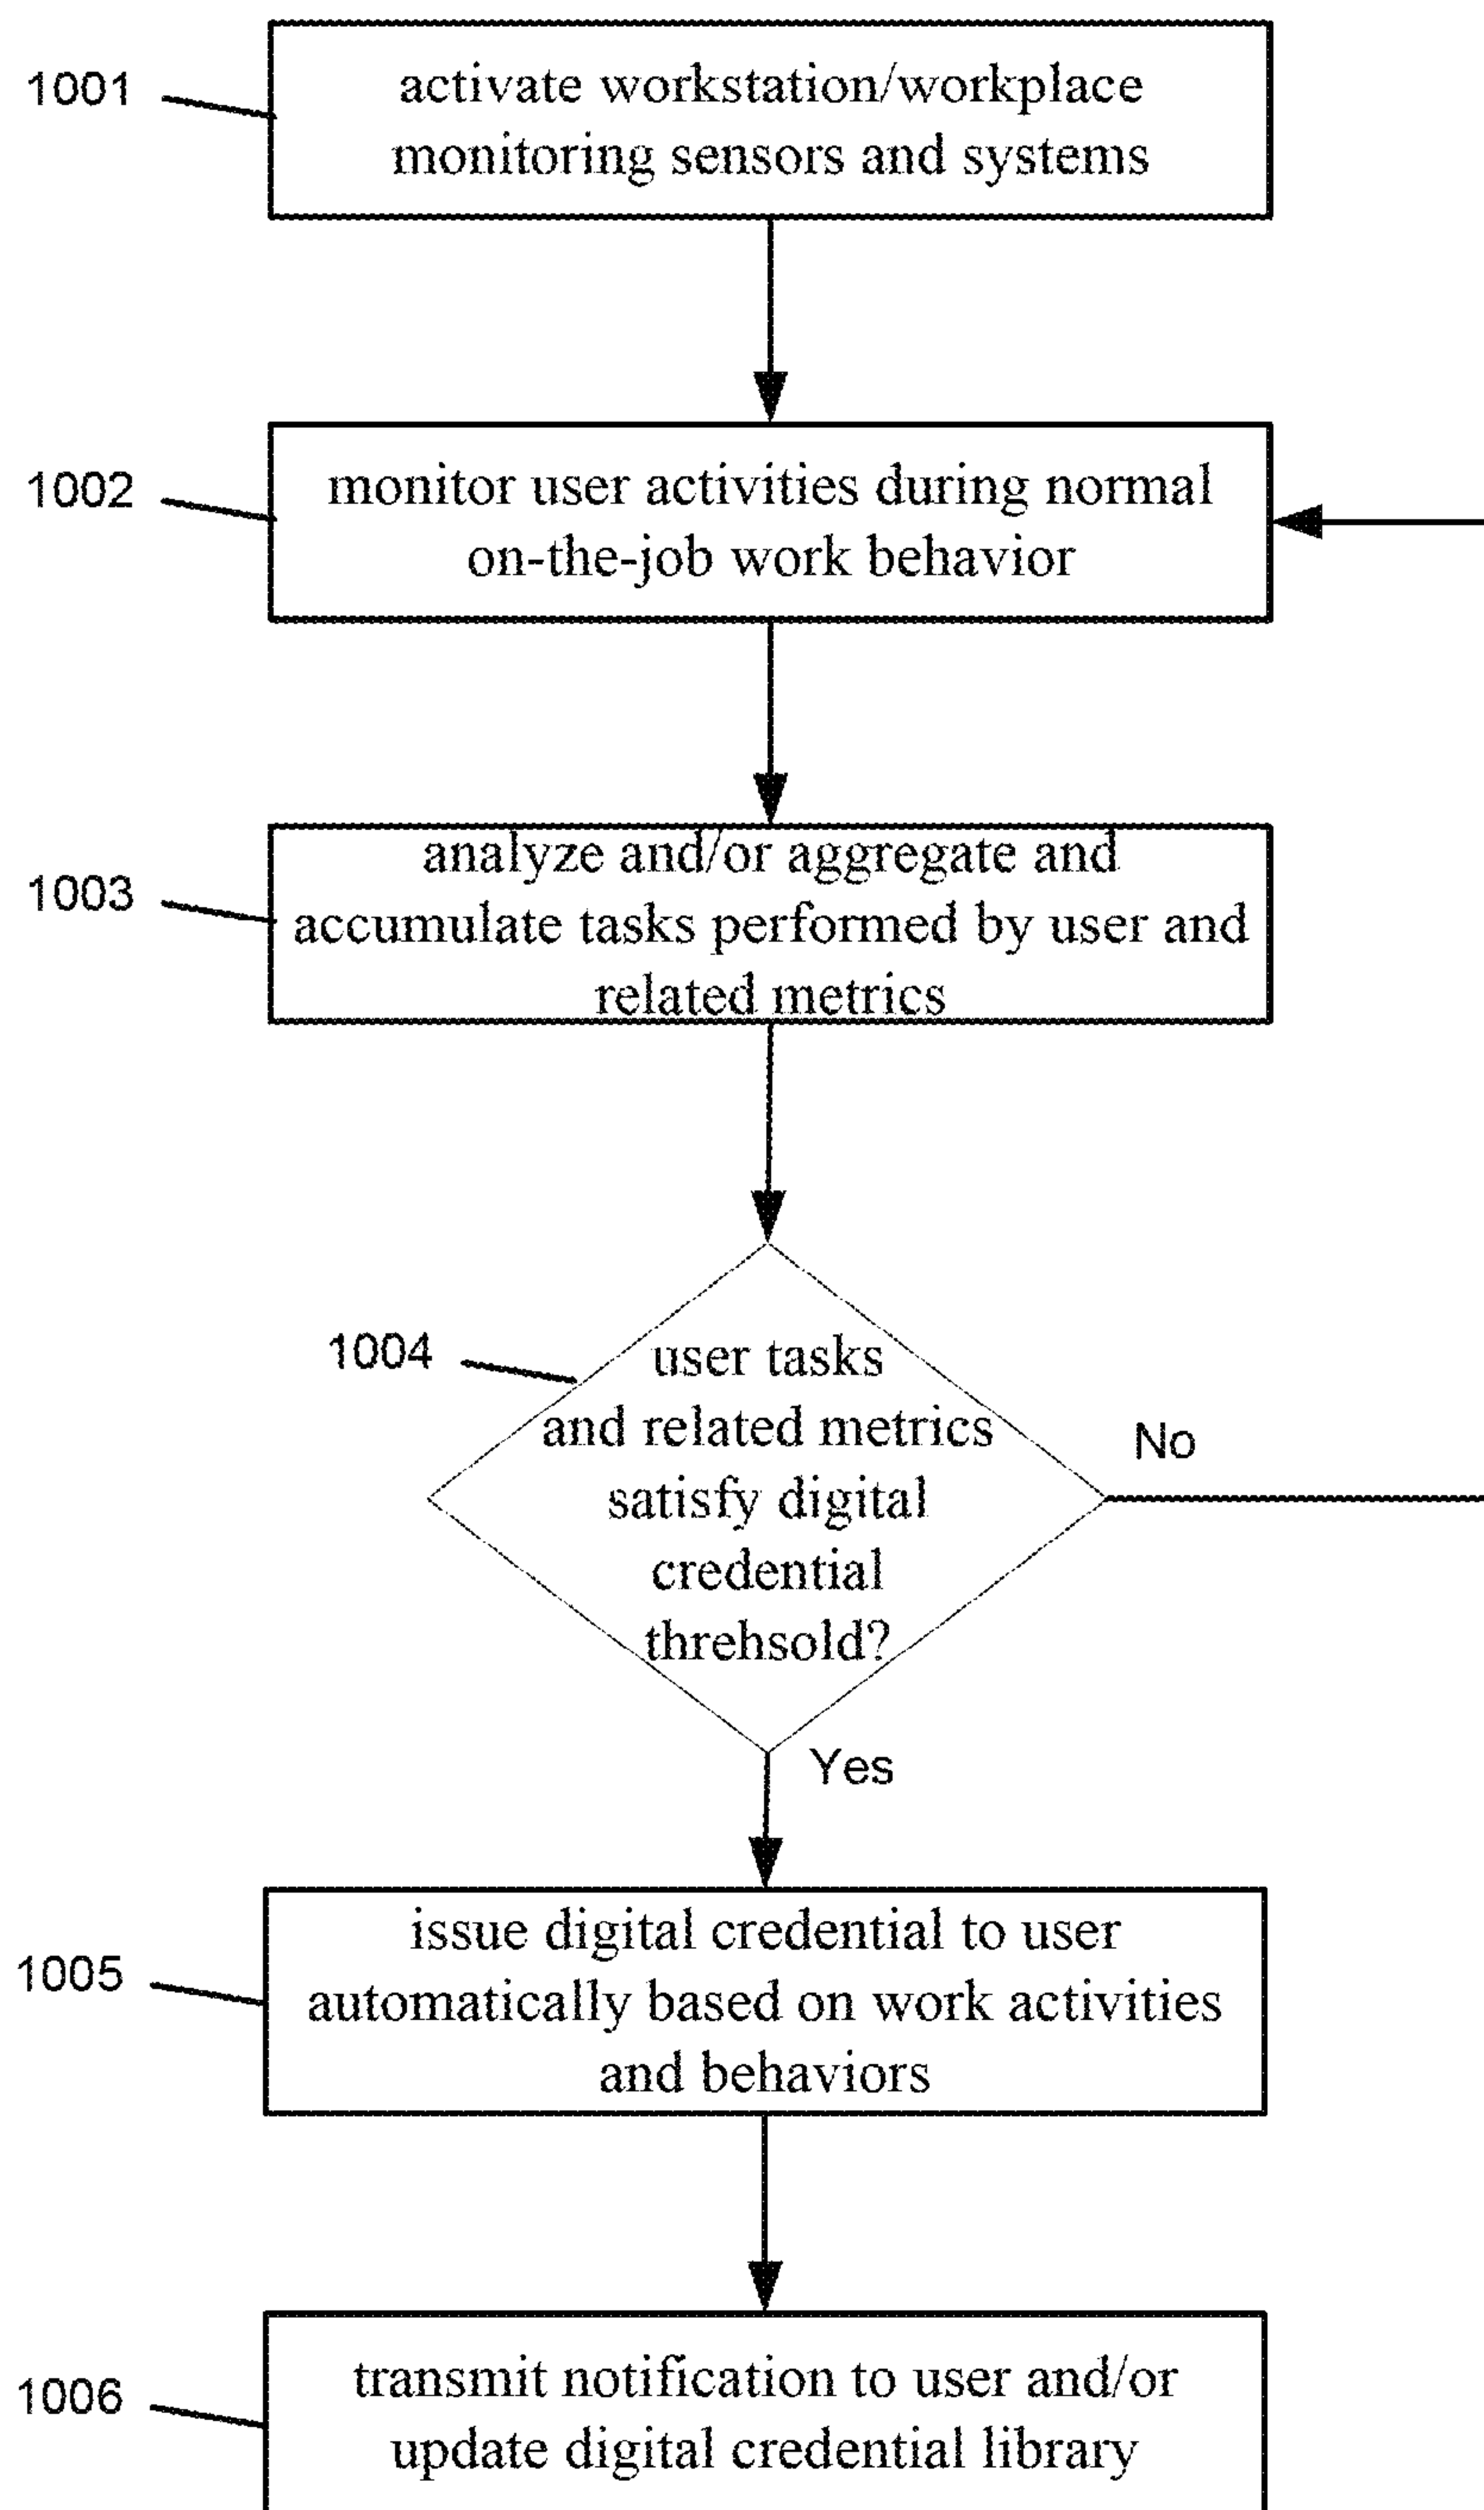 1001
activate workstation/workplace
monitoring sensors and systems
1002
monitor user activities during normal
on-the-job work behavior
1003
analyze and/or aggregate and
accumulate tasks performed by user and
related metrics
1004
user tasks
and related metrics
satisfy digital
credential
threhsold?
No
Yes
1005
issue digital credential to user
automatically based on work activities
and behaviors
1006
transmit notification to user and/or
update digital credential library